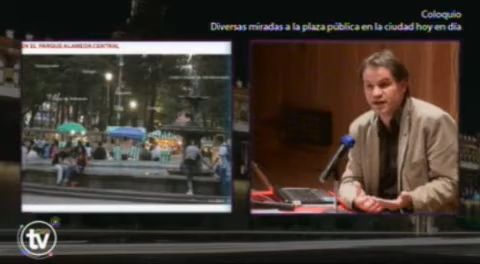 Coloquio
Diversas miradas a la plaza pública en la ciudad hoy en día
EN EL PARQUE ALAMEDA CENTRAL
tv